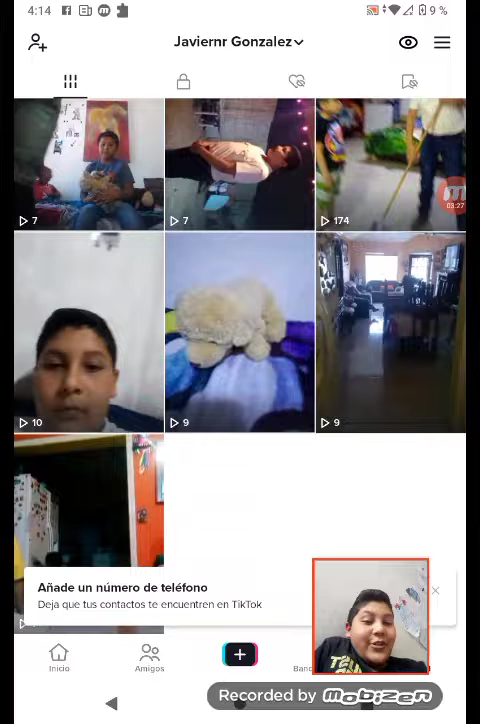 4:14
9 %
Javiernr Gonzalez
7
7
174
03:27
10
9
9
Añade un número de teléfono
Deja que tus contactos te encuentren en TikTok
Inicio
Amigos
Recorded by mobizen